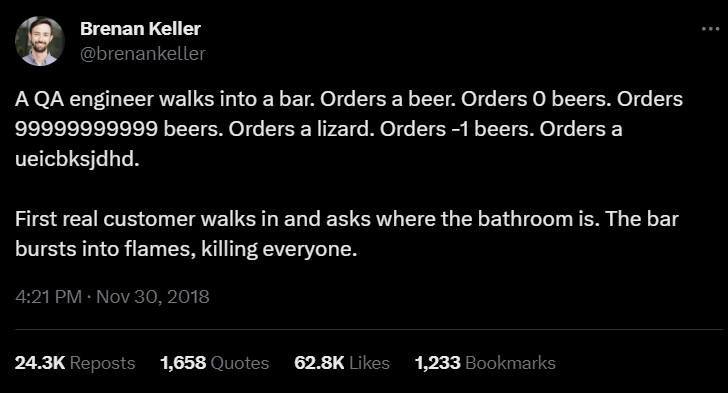 Brenan Keller
@brenankeller
A QA engineer walks into a bar. Orders a beer. Orders 0 beers. Orders
99999999999 beers. Orders a lizard. Orders -1 beers. Orders a
ueicbksjdhd.
First real customer walks in and asks where the bathroom is. The bar
bursts into flames, killing everyone.
4:21 PM · Nov 30, 2018
24.3K Reposts 1,658 Quotes 62.8K Likes 1,233 Bookmarks